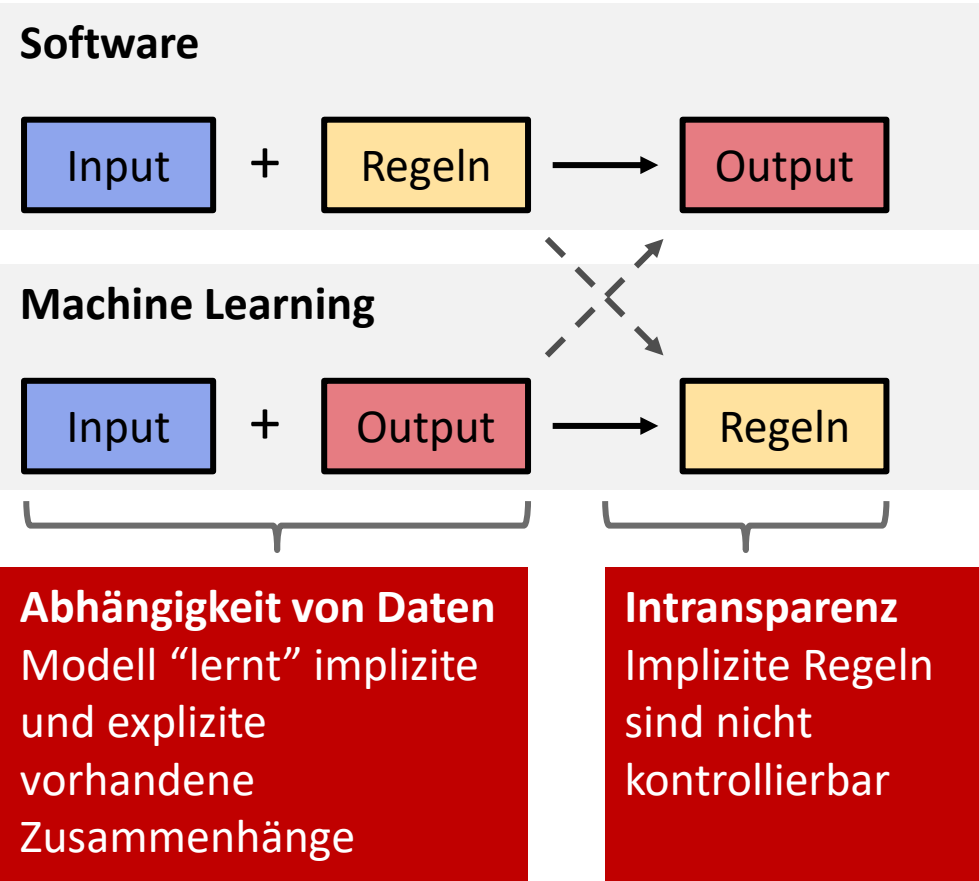 Software
Input + Regeln Output
Machine Learning
Input + Output Regeln
Abhängigkeit von Daten
Modell “lernt” implizite
und explizite
vorhandene
Zusammenhänge
Intransparenz
Implizite Regeln
sind nicht
kontrollierbar